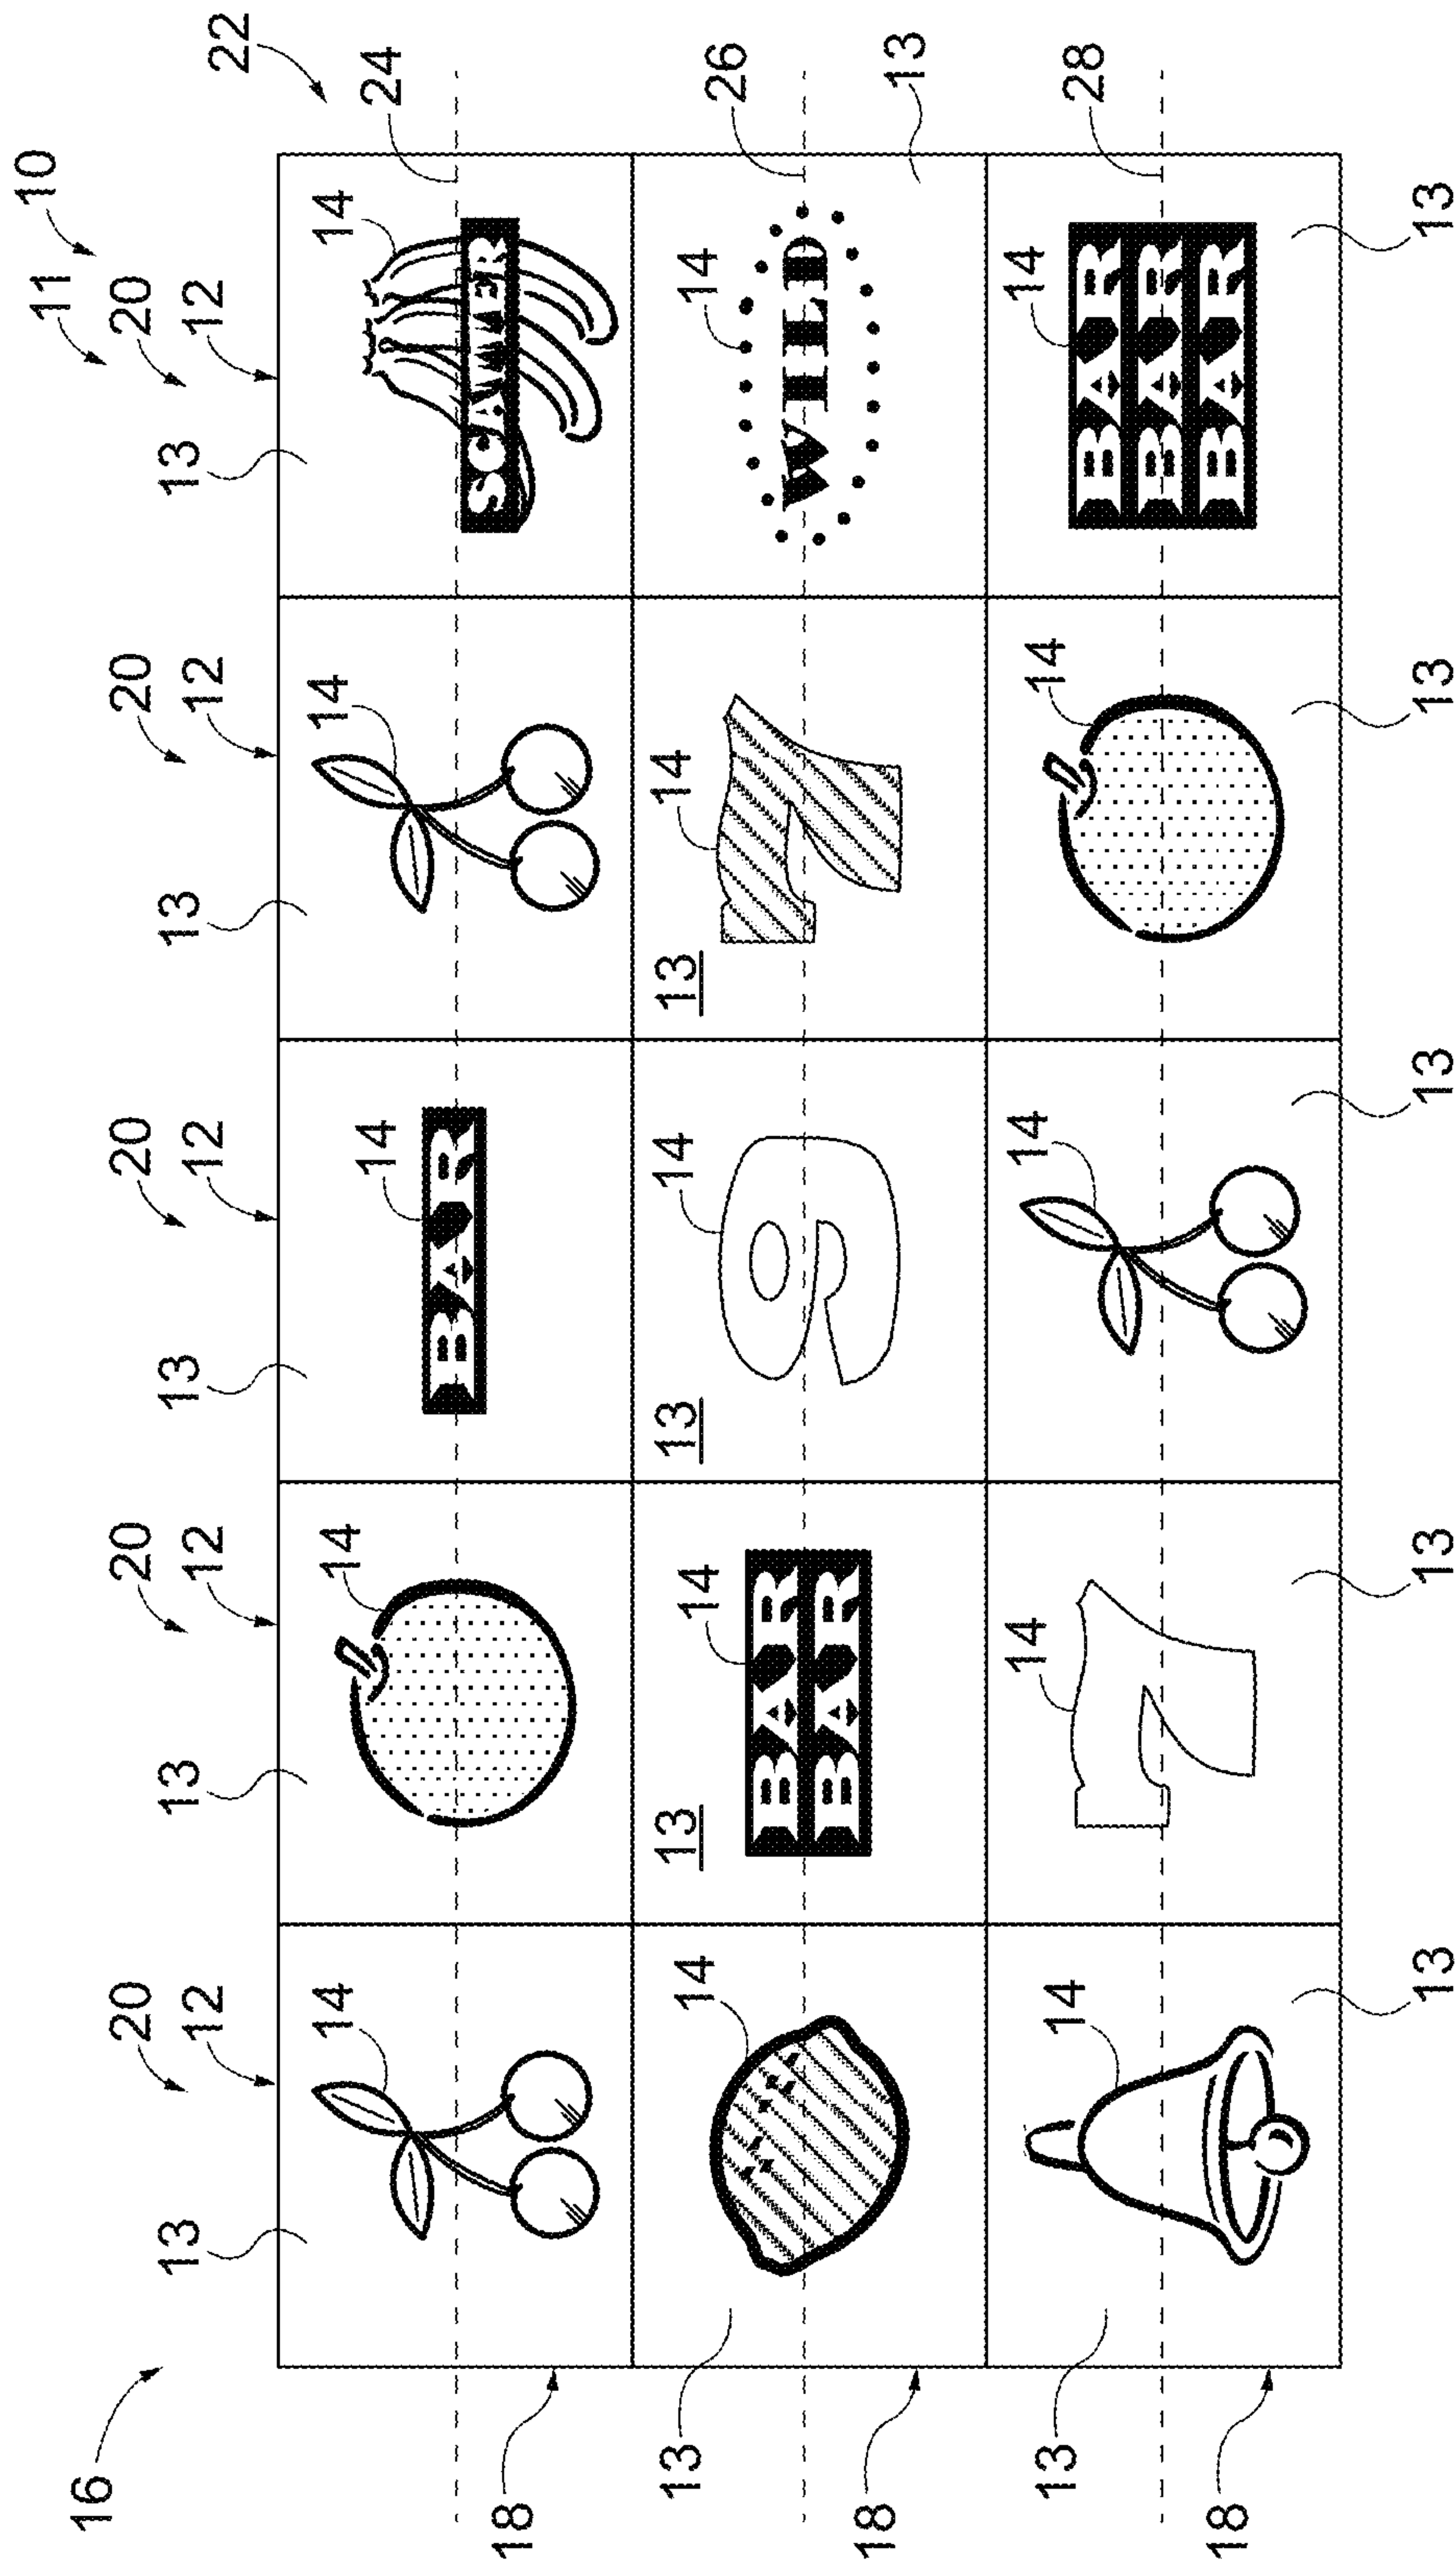 10
11
16
20 20 20 20 20
12 12 12 12 12
22
13 13 13 13 13
14 14 14 14 14 24
BAR SCATTER
18
13 14 13 14 13 14 13 14 14 26
BAR 9 7 WILD
BAR
18 13
13 14 14 14 14 14 28
7 BAR
BAR
BAR
18
13 13 13 13 13